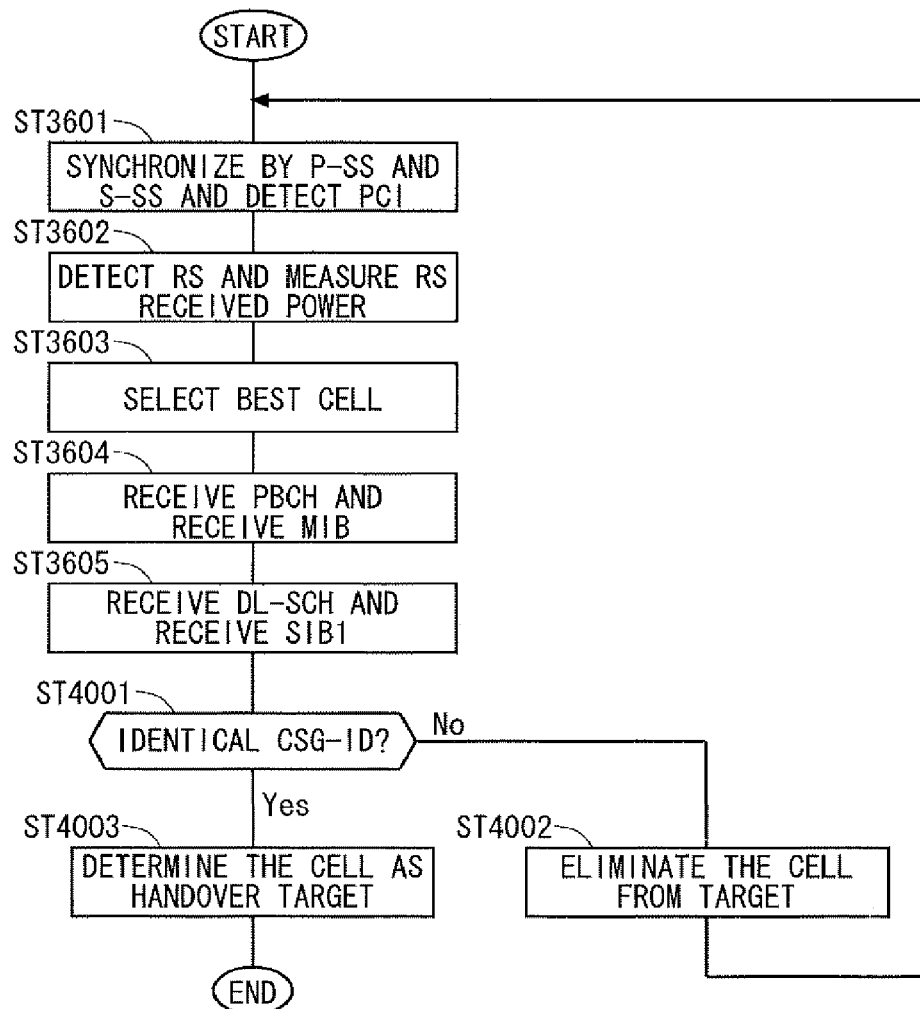 START
ST3601
SYNCHRONIZE BY P-SS AND
S-SS AND DETECT PCI
ST3602
DETECT RS AND MEASURE RS
RECEIVED POWER
ST3603
SELECT BEST CELL
ST3604
RECEIVE PBCH AND
RECEIVE MIB
ST3605
RECEIVE DL-SCH AND
RECEIVE SIB1
ST4001
IDENTICAL CSG-ID?
No
Yes
ST4003
DETERMINE THE CELL AS
HANDOVER TARGET
ST4002
ELIMINATE THE CELL
FROM TARGET
END